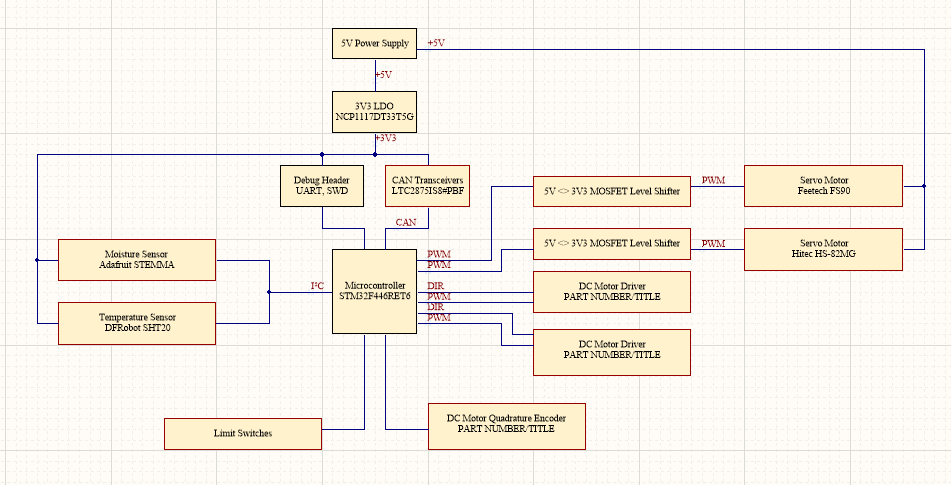 5V Power Supply
+5V
+5V
3V3 LDO
NCP1117DT33T5G
+3V3
Debug Header
UART, SWD
CAN Transceivers
LTC2875IS8#PBF
5V <> 3V3 MOSFET Level Shifter
PWM
Servo Motor
Feetech FS90
CAN
5V <> 3V3 MOSFET Level Shifter
PWM
Servo Motor
Hitec HS-82MG
Moisture Sensor
Adafruit STEMMA
I²C
Microcontroller
STM32F446RET6
PWM
PWM
DIR
PWM
DIR
PWM
DC Motor Driver
PART NUMBER/TITLE
Temperature Sensor
DFRobot SHT20
DC Motor Driver
PART NUMBER/TITLE
Limit Switches
DC Motor Quadrature Encoder
PART NUMBER/TITLE